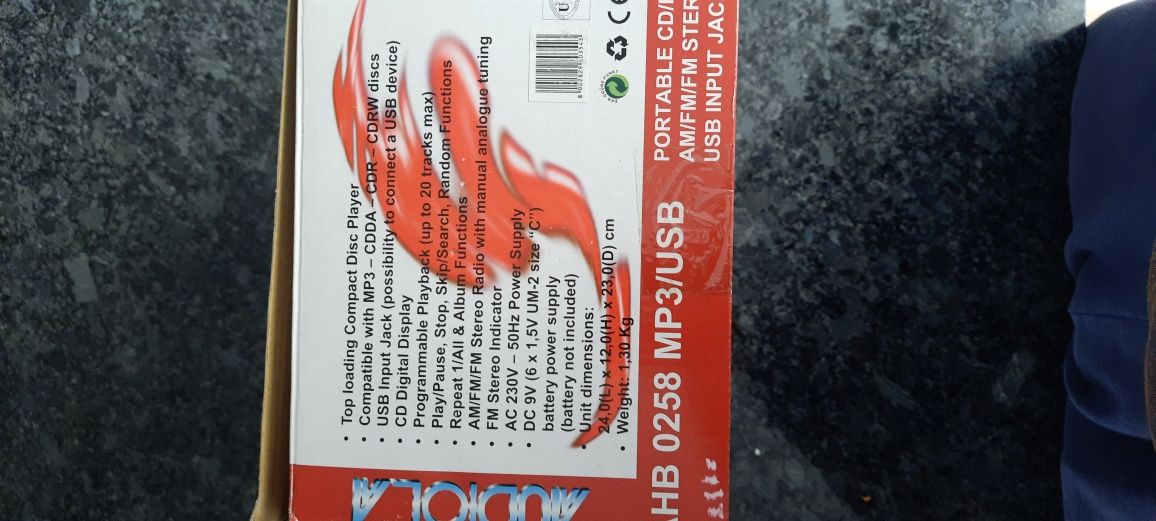 AUDIOLA
• Top loading Compact Disc Player
• Compatible with MP3 – CDDA – CDR – CDRW discs
• USB Input Jack (possibility to connect a USB device)
• CD Digital Display
• Programmable Playback (up to 20 tracks max)
• Play/Pause, Stop, Skip/Search, Random Functions
• Repeat 1/All & Album Functions
• AM/FM/FM Stereo Radio with manual analogue tuning
• FM Stereo Indicator
• AC 230V – 50Hz Power Supply
• DC 9V (6 x 1,5V UM-2 size "C")
battery power supply
(battery not included)
• Unit dimensions:
24,0(L) x 12,0(H) x 23,0(D) cm
• Weight: 1,30 Kg
CE
AHB 0258 MP3/USB
PORTABLE CD/
AM/FM/FM STER
USB INPUT JAC